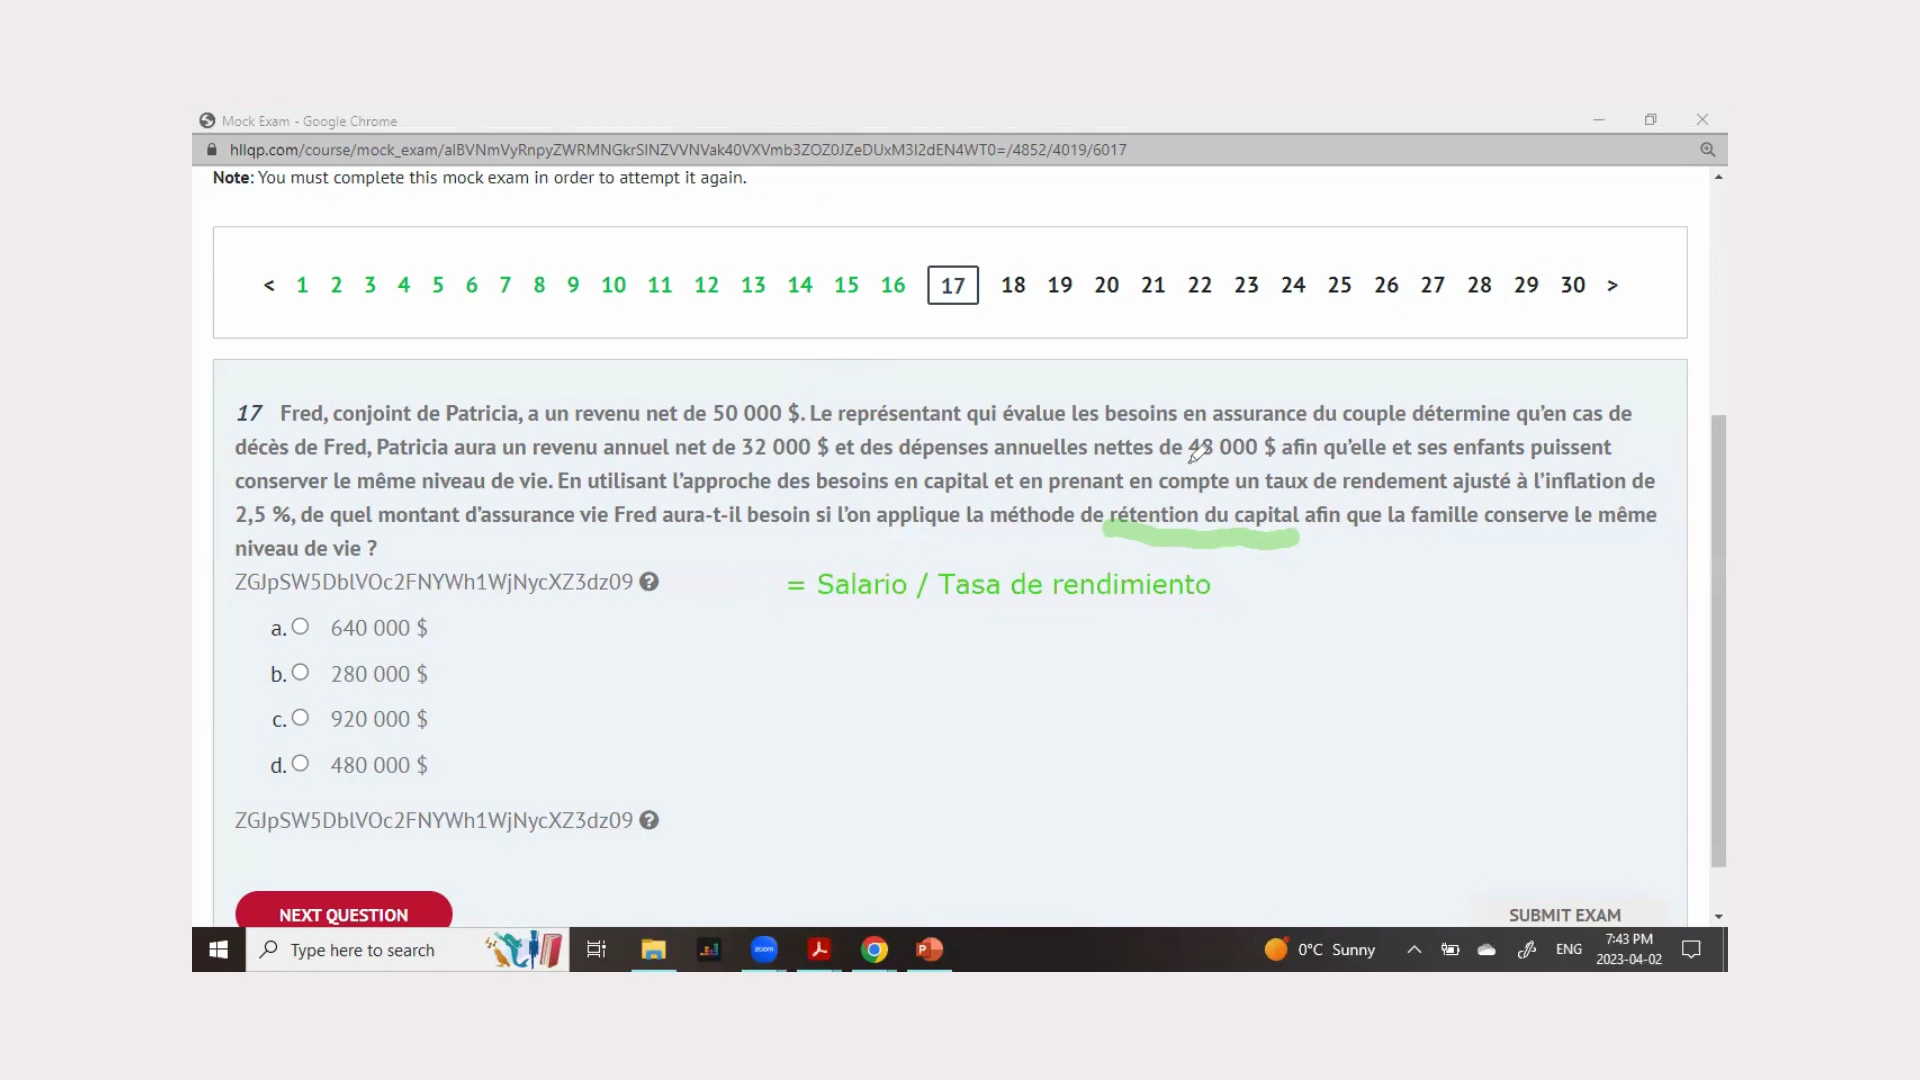 Mock Exam - Google Chrome
hllqp.com/course/mock_exam/alBVNmVyRnpyZWRMNGkrSlNZVVNVak40VXVmb3ZOZ0JZeDUxM3I2dEN4WT0=/4852/4019/6017
Note: You must complete this mock exam in order to attempt it again.
< 1 2 3 4 5 6 7 8 9 10 11 12 13 14 15 16 17 18 19 20 21 22 23 24 25 26 27 28 29 30 >
17 Fred, conjoint de Patricia, a un revenu net de 50 000 $. Le représentant qui évalue les besoins en assurance du couple détermine qu’en cas de
décès de Fred, Patricia aura un revenu annuel net de 32 000 $ et des dépenses annuelles nettes de 48 000 $ afin qu’elle et ses enfants puissent
conserver le même niveau de vie. En utilisant l’approche des besoins en capital et en prenant en compte un taux de rendement ajusté à l’inflation de
2,5 %, de quel montant d’assurance vie Fred aura-t-il besoin si l’on applique la méthode de rétention du capital afin que la famille conserve le même
niveau de vie ?
ZGJpSW5DblVOc2FNYWh1WjNycXZ3dz09 ?
= Salario / Tasa de rendimiento
a. 640 000 $
b. 280 000 $
c. 920 000 $
d. 480 000 $
ZGJpSW5DblVOc2FNYWh1WjNycXZ3dz09 ?
NEXT QUESTION
SUBMIT EXAM
Type here to search
zoom
P
0°C Sunny
ENG
7:43 PM
2023-04-02